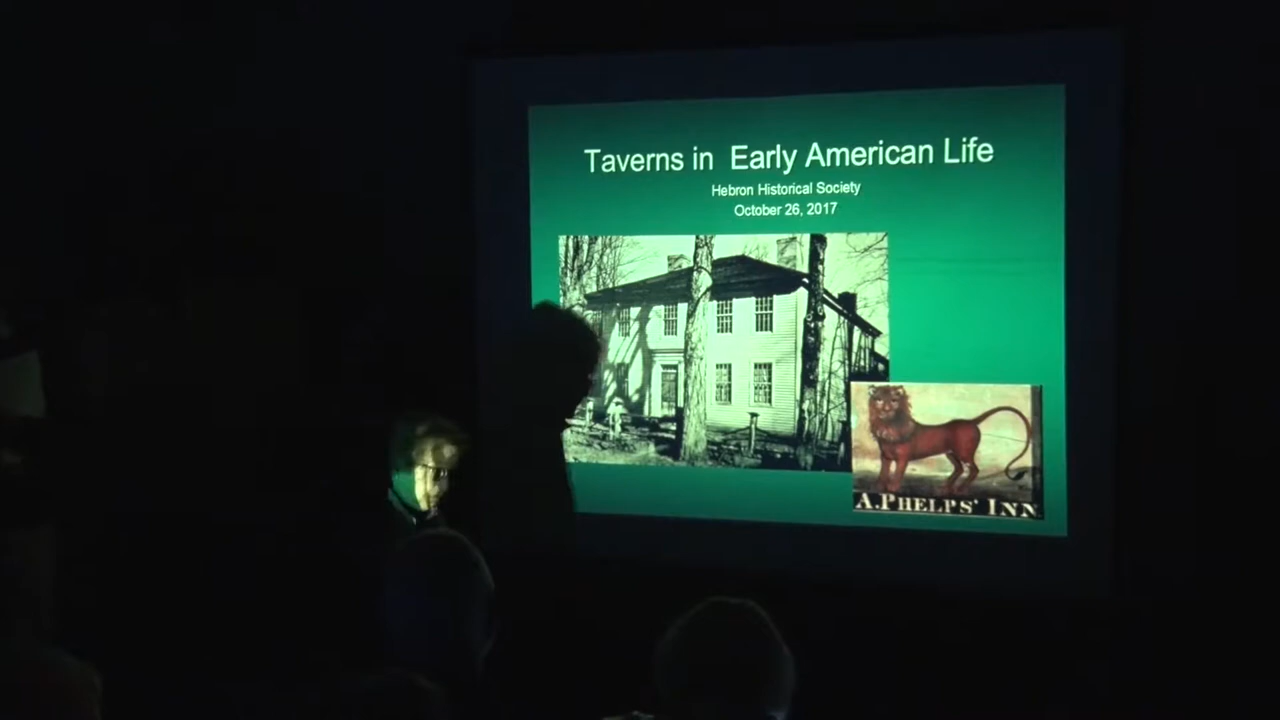 Taverns in Early American Life
Hebron Historical Society
October 26, 2017
A. PHELPS' INN